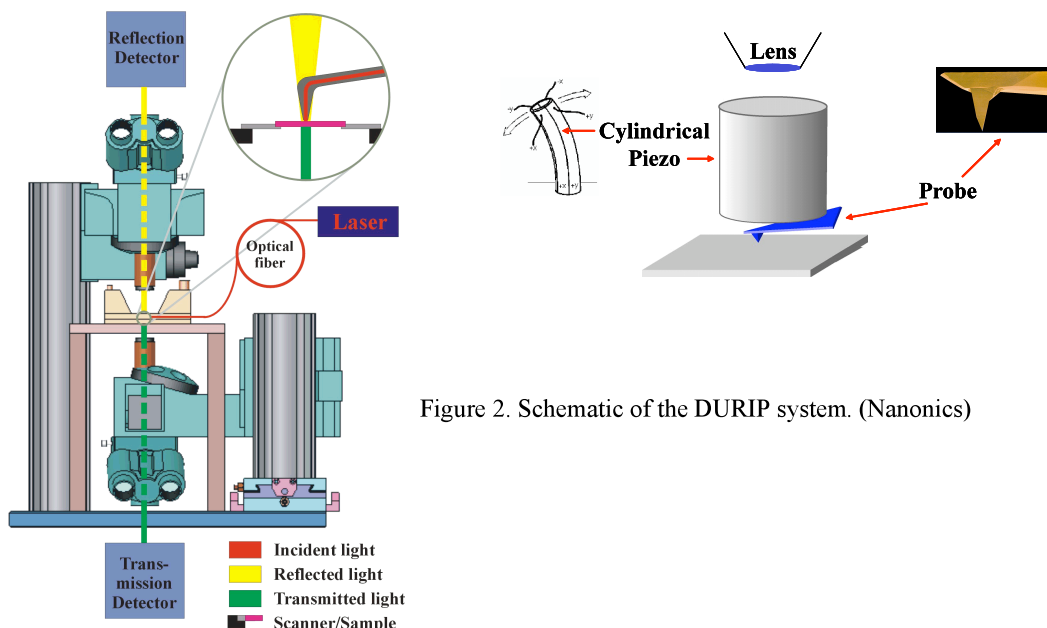 Reflection
Detector
Laser
Optical
fiber
Trans-
mission
Detector
Incident light
Reflected light
Transmitted light
Scanner/Sample
Lens
Cylindrical
Piezo
Probe
-x
-y
+y
+x
+x +y
Figure 2. Schematic of the DURIP system. (Nanonics)